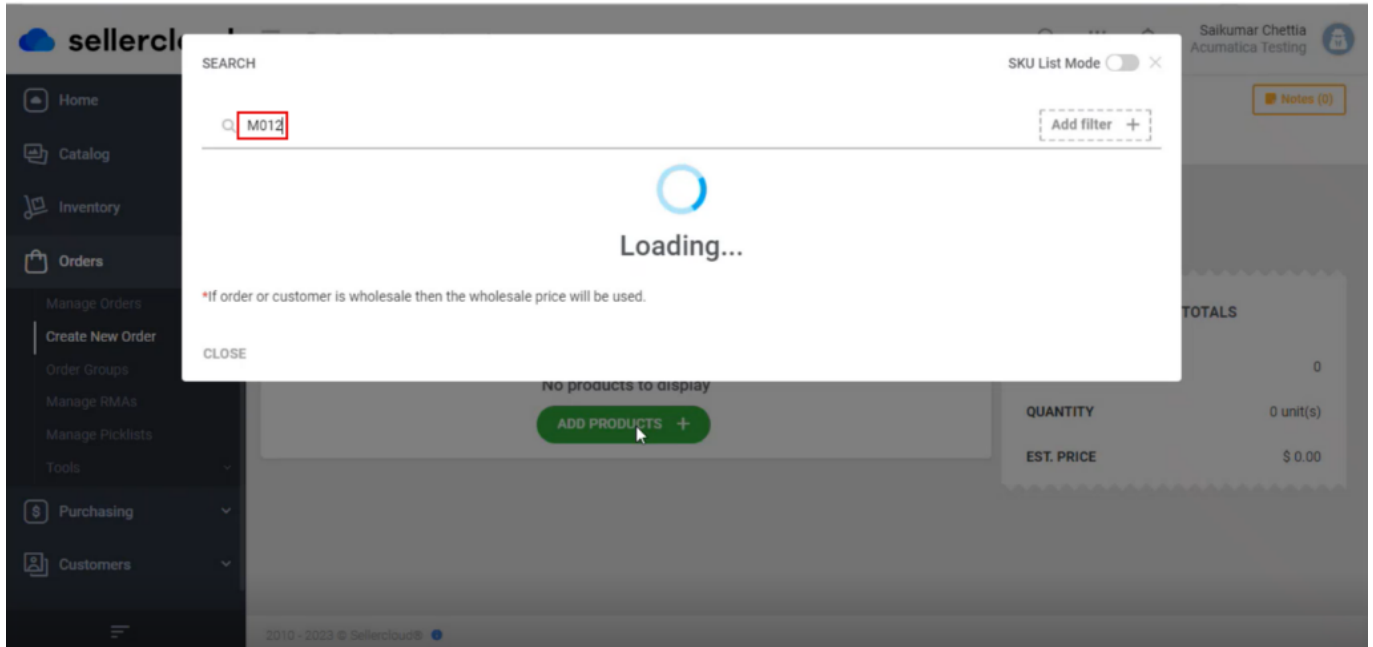 sellercl
Saikumar Chettia
Acumatica Testing
SEARCH
SKU List Mode
Home
Notes (0)
M012
Add filter +
Catalog
Inventory
Loading...
Orders
*If order or customer is wholesale then the wholesale price will be used.
Manage Orders
TOTALS
Create New Order
CLOSE
Order Groups
0
No products to display
Manage RMAs
QUANTITY
0 unit(s)
ADD PRODUCTS +
Manage Picklists
EST. PRICE
$ 0.00
Tools
Purchasing
Customers
2010 - 2023 © Sellercloud®